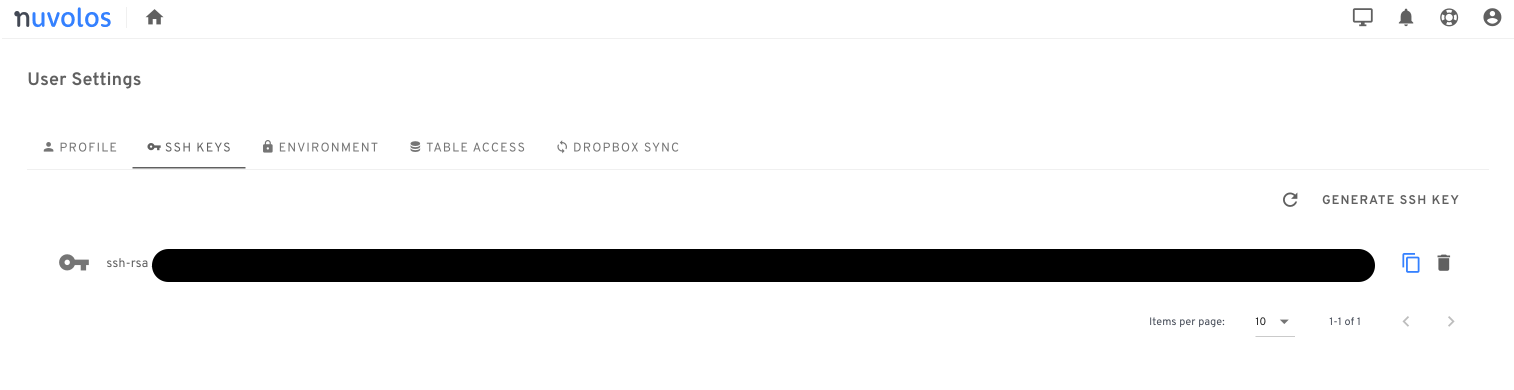 nuvolos
User Settings
PROFILE SSH KEYS ENVIRONMENT TABLE ACCESS DROPBOX SYNC
GENERATE SSH KEY
ssh-rsa
Items per page: 10 1-1 of 1